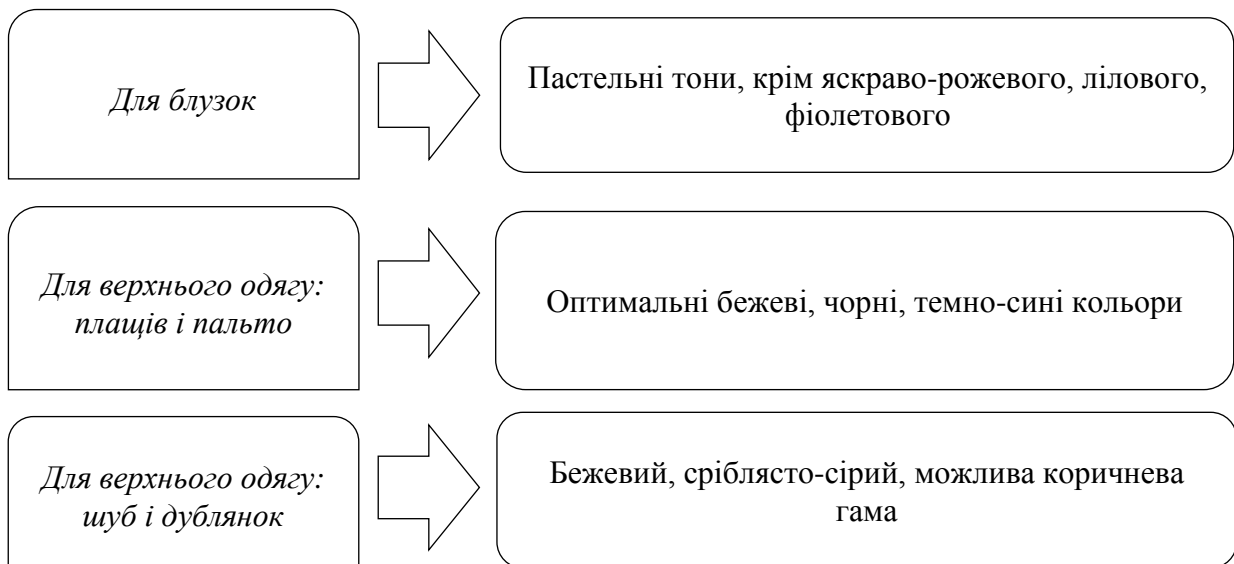 Для блузок
Пастельні тони, крім яскраво-рожевого, лілового,
фіолетового
Для верхнього одягу:
плащів і пальто
Оптимальні бежеві, чорні, темно-сині кольори
Для верхнього одягу:
шуб і дублянок
Бежевий, сріблясто-сірий, можлива коричнева
гама